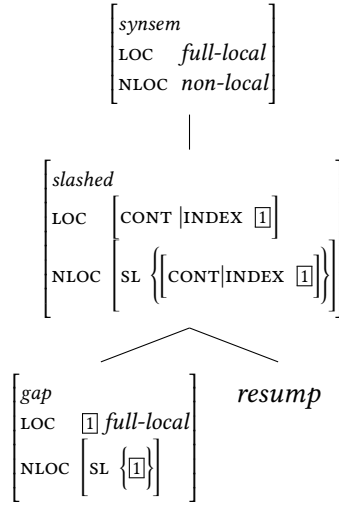 synsem
LOC full-local
NLOC non-local
slashed
LOC [CONT |INDEX [1]]
NLOC [SL {[CONT|INDEX [1]]}]
gap
LOC [1] full-local
NLOC [SL {[1]}]
resump